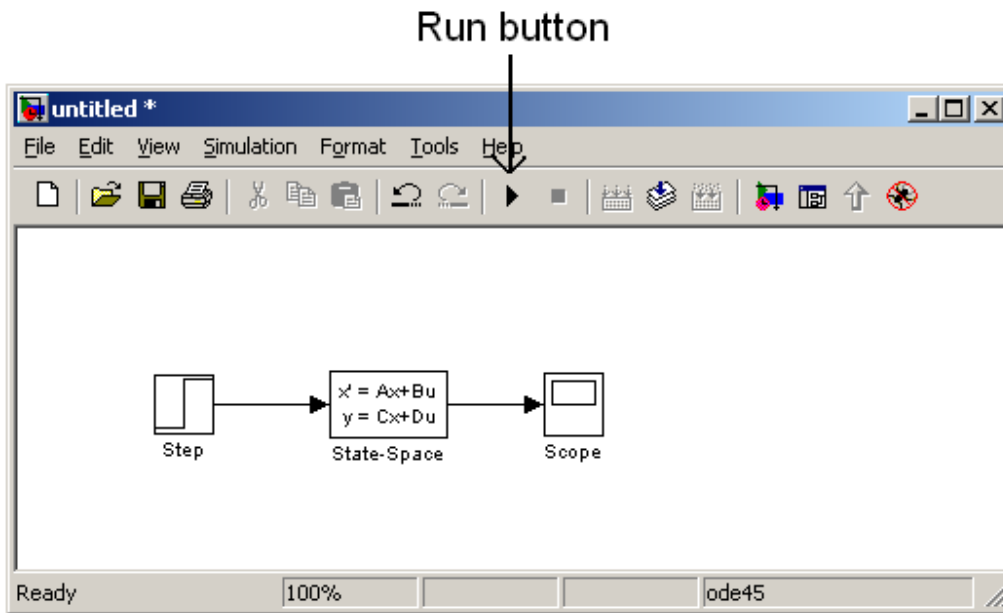 Run button
untitled *
File Edit View Simulation Format Tools Help
x' = Ax+Bu
y = Cx+Du
Step
State-Space
Scope
Ready 100% ode45